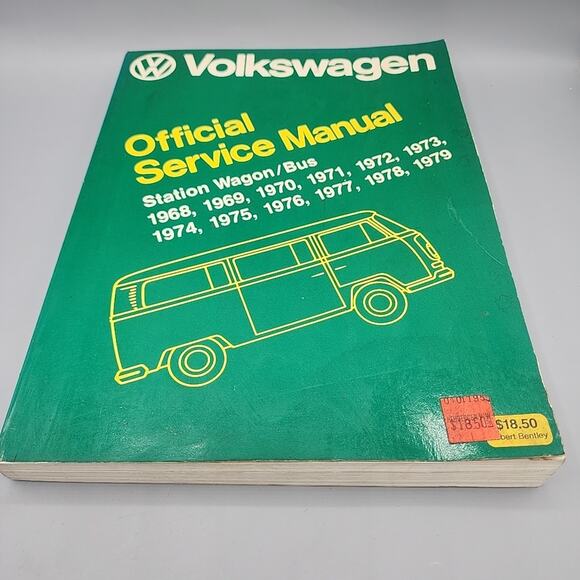 Volkswagen
Official
Service Manual
Station Wagon/Bus
1968, 1969, 1970, 1971, 1972, 1973,
1974, 1975, 1976, 1977, 1978, 1979
$18.50
$18.50
Bentley